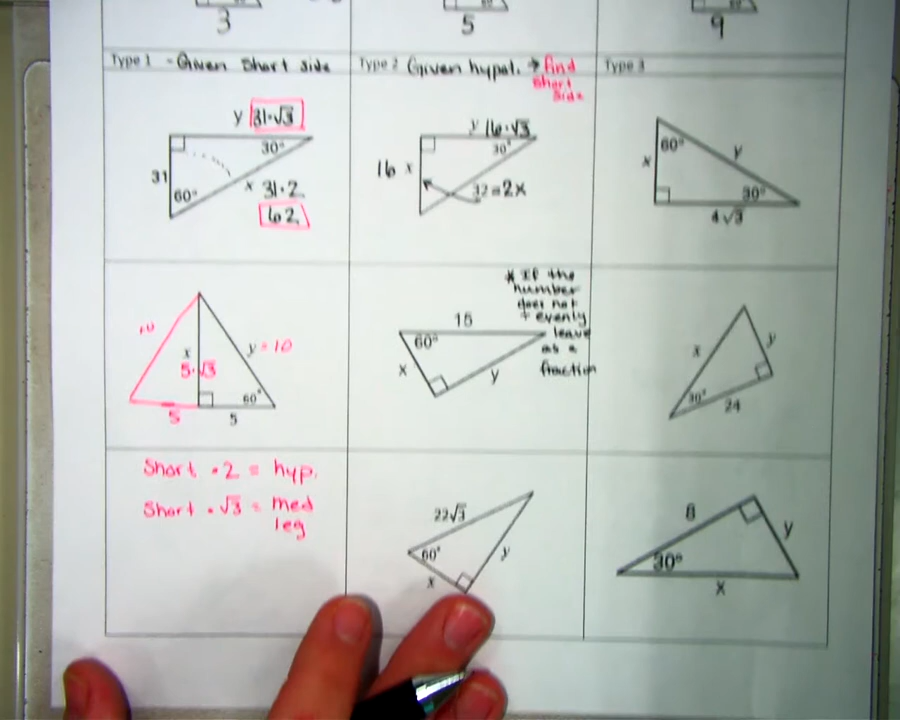 3
5
9
Type 1 - Given Short side
Type 2 Given hypot. → find
short
side
Type 3
y 31·√3
30°
31
60°
x 31·2
62
y 16·√3
30°
16 x
32=2x
60°
x
y
30°
4√3
10
x
5·√3
y = 10
60°
5
5
* If the
number
does not
÷ evenly
leave
as a
fraction
15
60°
x
y
x
y
30°
24
Short · 2 = hyp.
Short · √3 = med
leg
22√3
60°
x
y
8
30°
y
x